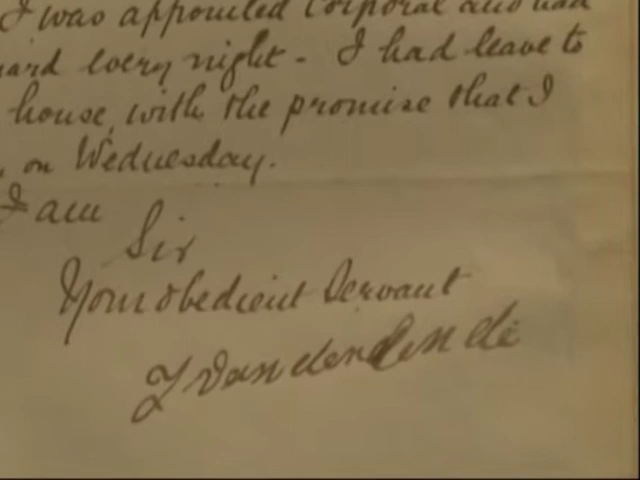 I was appointed Corporal and had
every night. I had leave to
house, with the promise that I
, on Wednesday.
I am
Sir
Your obedient Servant